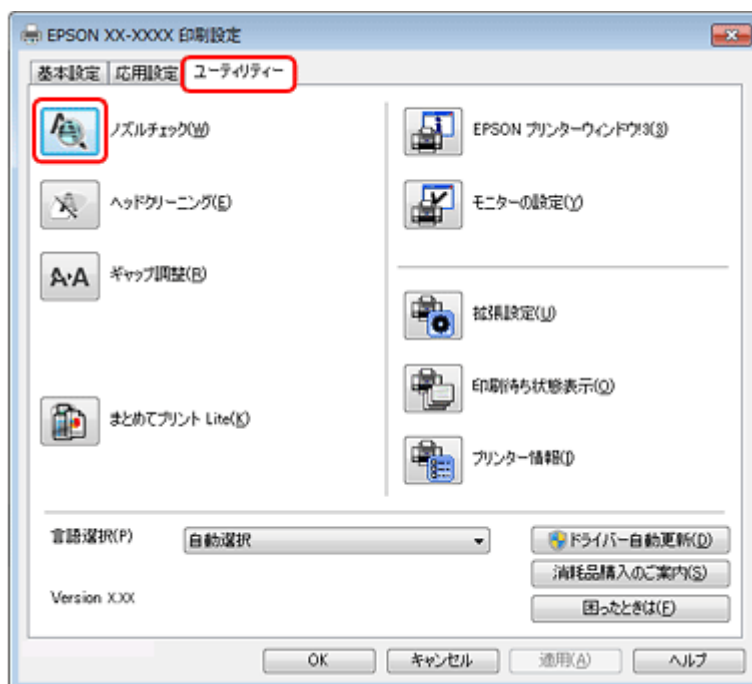 EPSON XX-XXXX 印刷設定
基本設定 応用設定 ユーティリティー
ノズルチェック(W)
ヘッドクリーニング(E)
ギャップ調整(R)
まとめてプリント Lite(K)
EPSON プリンターウィンドウ!3(3)
モニターの設定(Y)
拡張設定(U)
印刷待ち状態表示(O)
プリンター情報(I)
言語選択(P) 自動選択
Version X.XX
ドライバー自動更新(D)
消耗品購入のご案内(S)
困ったときは(F)
OK キャンセル 適用(A) ヘルプ